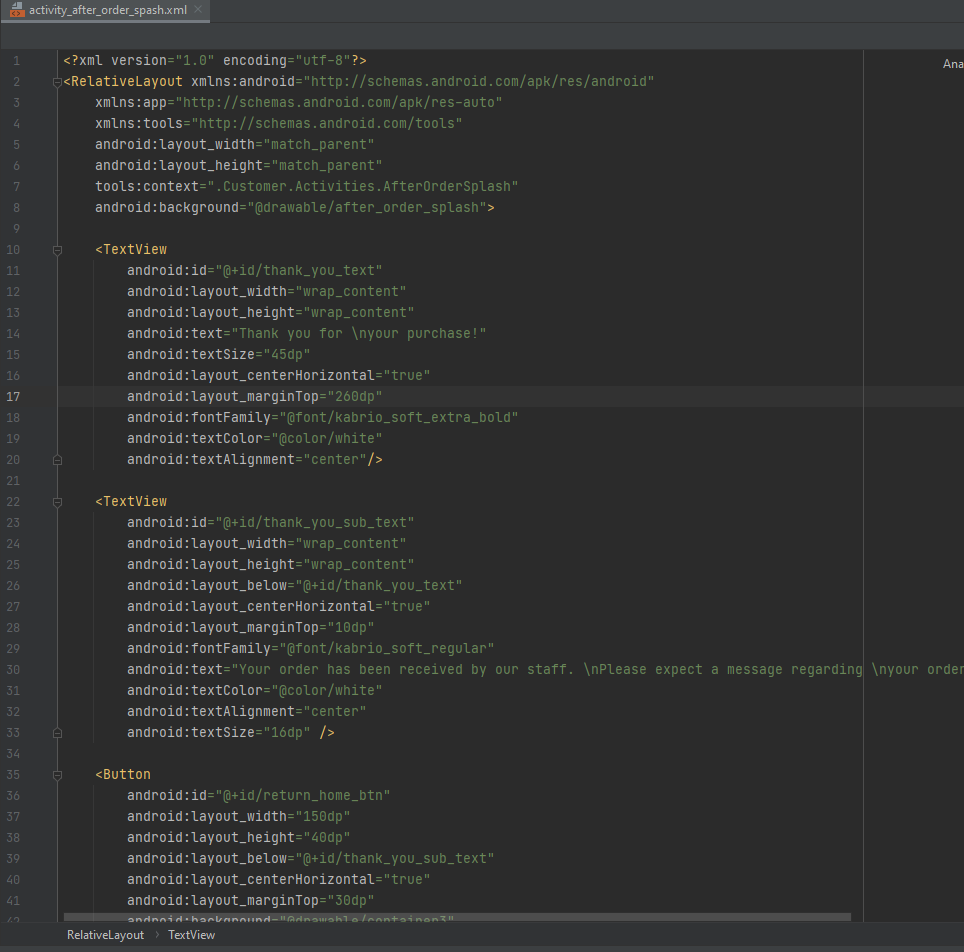 activity_after_order_spash.xml
Ana
1 <?xml version="1.0" encoding="utf-8"?>
2 <RelativeLayout xmlns:android="http://schemas.android.com/apk/res/android"
3 xmlns:app="http://schemas.android.com/apk/res-auto"
4 xmlns:tools="http://schemas.android.com/tools"
5 android:layout_width="match_parent"
6 android:layout_height="match_parent"
7 tools:context=".Customer.Activities.AfterOrderSplash"
8 android:background="@drawable/after_order_splash">
9
10 <TextView
11 android:id="@+id/thank_you_text"
12 android:layout_width="wrap_content"
13 android:layout_height="wrap_content"
14 android:text="Thank you for \nyour purchase!"
15 android:textSize="45dp"
16 android:layout_centerHorizontal="true"
17 android:layout_marginTop="260dp"
18 android:fontFamily="@font/kabrio_soft_extra_bold"
19 android:textColor="@color/white"
20 android:textAlignment="center"/>
21
22 <TextView
23 android:id="@+id/thank_you_sub_text"
24 android:layout_width="wrap_content"
25 android:layout_height="wrap_content"
26 android:layout_below="@+id/thank_you_text"
27 android:layout_centerHorizontal="true"
28 android:layout_marginTop="10dp"
29 android:fontFamily="@font/kabrio_soft_regular"
30 android:text="Your order has been received by our staff. \nPlease expect a message regarding \nyour order
31 android:textColor="@color/white"
32 android:textAlignment="center"
33 android:textSize="16dp" />
34
35 <Button
36 android:id="@+id/return_home_btn"
37 android:layout_width="150dp"
38 android:layout_height="40dp"
39 android:layout_below="@+id/thank_you_sub_text"
40 android:layout_centerHorizontal="true"
41 android:layout_marginTop="30dp"
42 android:background="@drawable/container3"
RelativeLayout › TextView